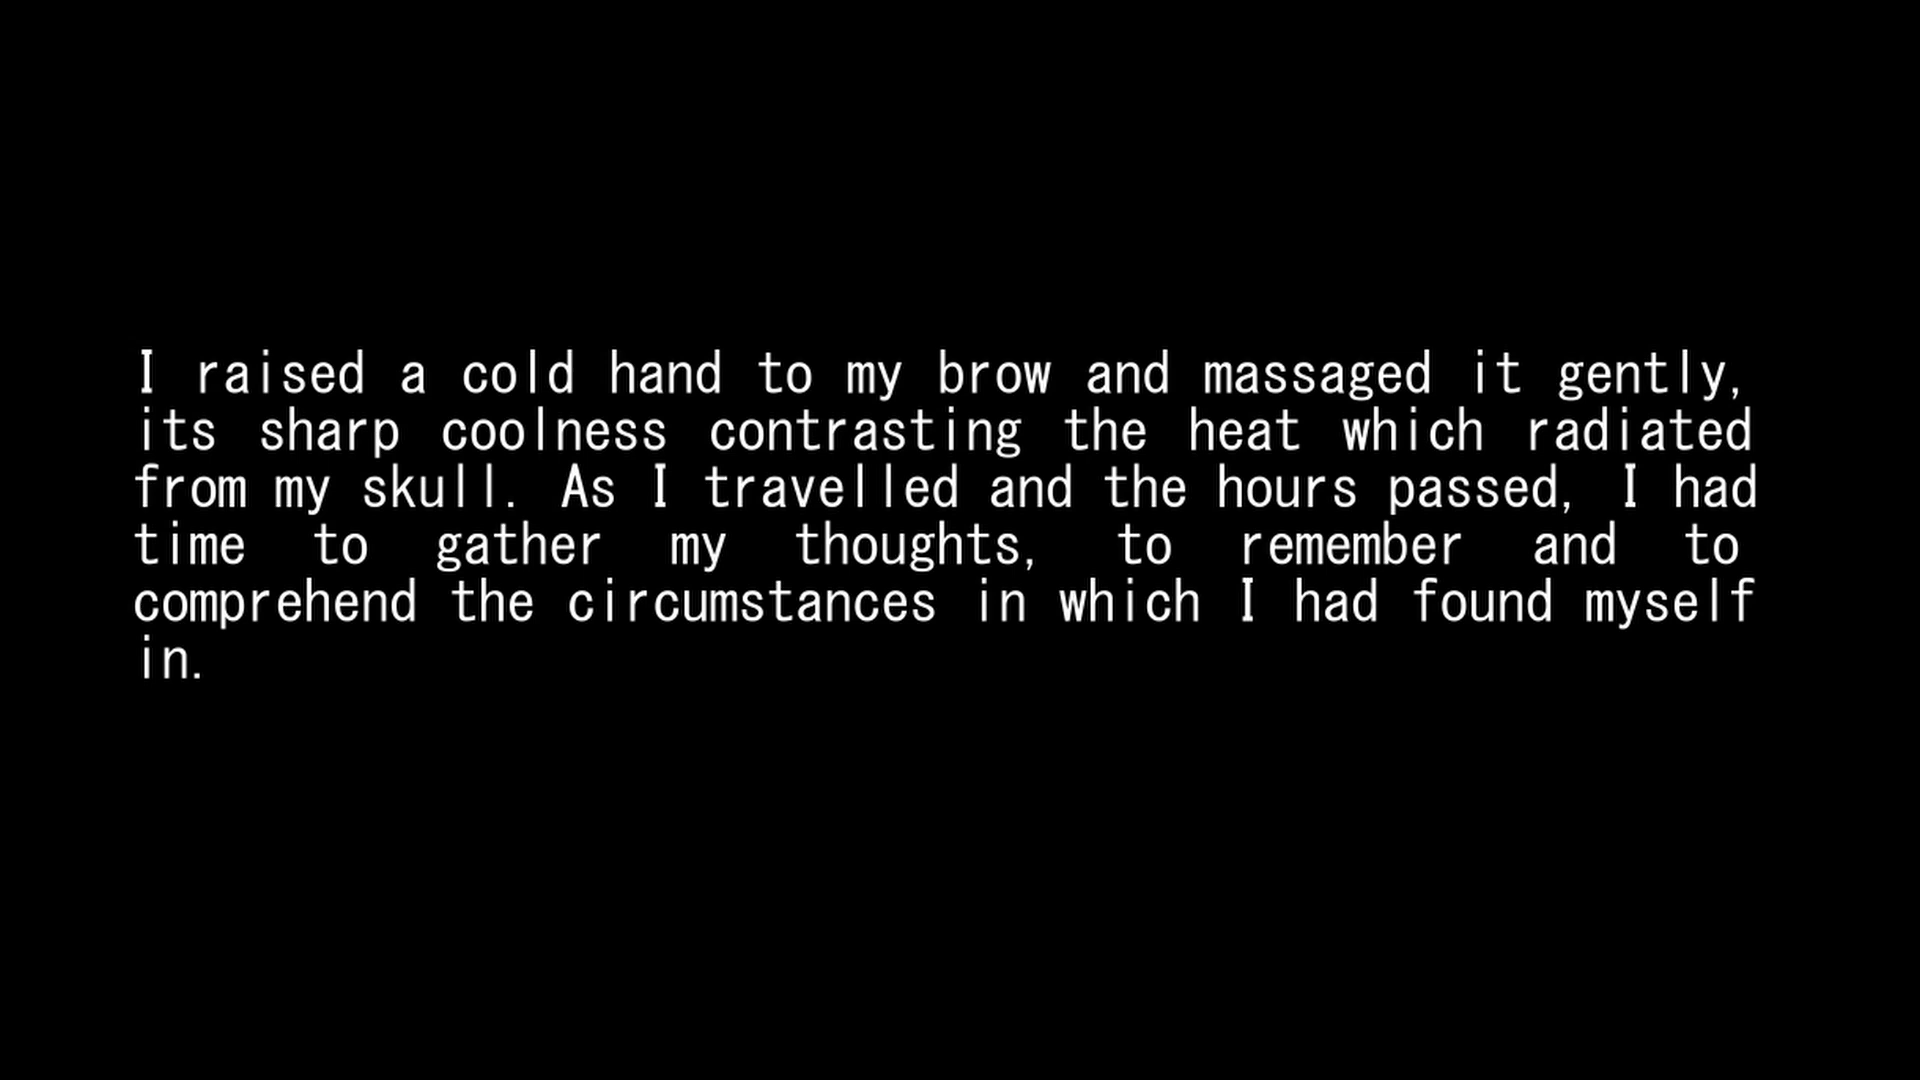 I raised a cold hand to my brow and massaged it gently,
its sharp coolness contrasting the heat which radiated
from my skull. As I travelled and the hours passed, I had
time to gather my thoughts, to remember and to
comprehend the circumstances in which I had found myself
in.